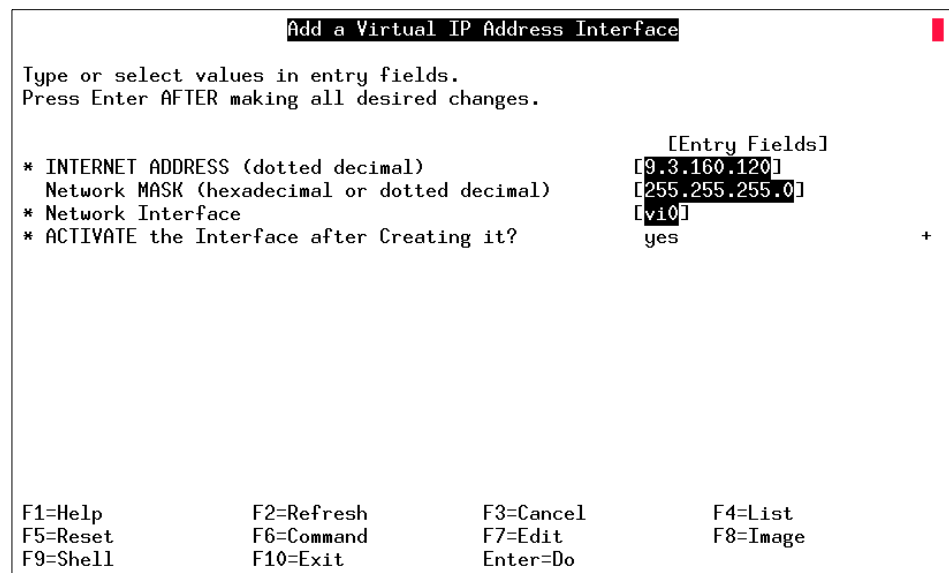 Add a Virtual IP Address Interface
Type or select values in entry fields.
Press Enter AFTER making all desired changes.
[Entry Fields]
* INTERNET ADDRESS (dotted decimal) [9.3.160.120]
Network MASK (hexadecimal or dotted decimal) [255.255.255.0]
* Network Interface [vi0]
* ACTIVATE the Interface after Creating it? yes +
F1=Help F2=Refresh F3=Cancel F4=List
F5=Reset F6=Command F7=Edit F8=Image
F9=Shell F10=Exit Enter=Do